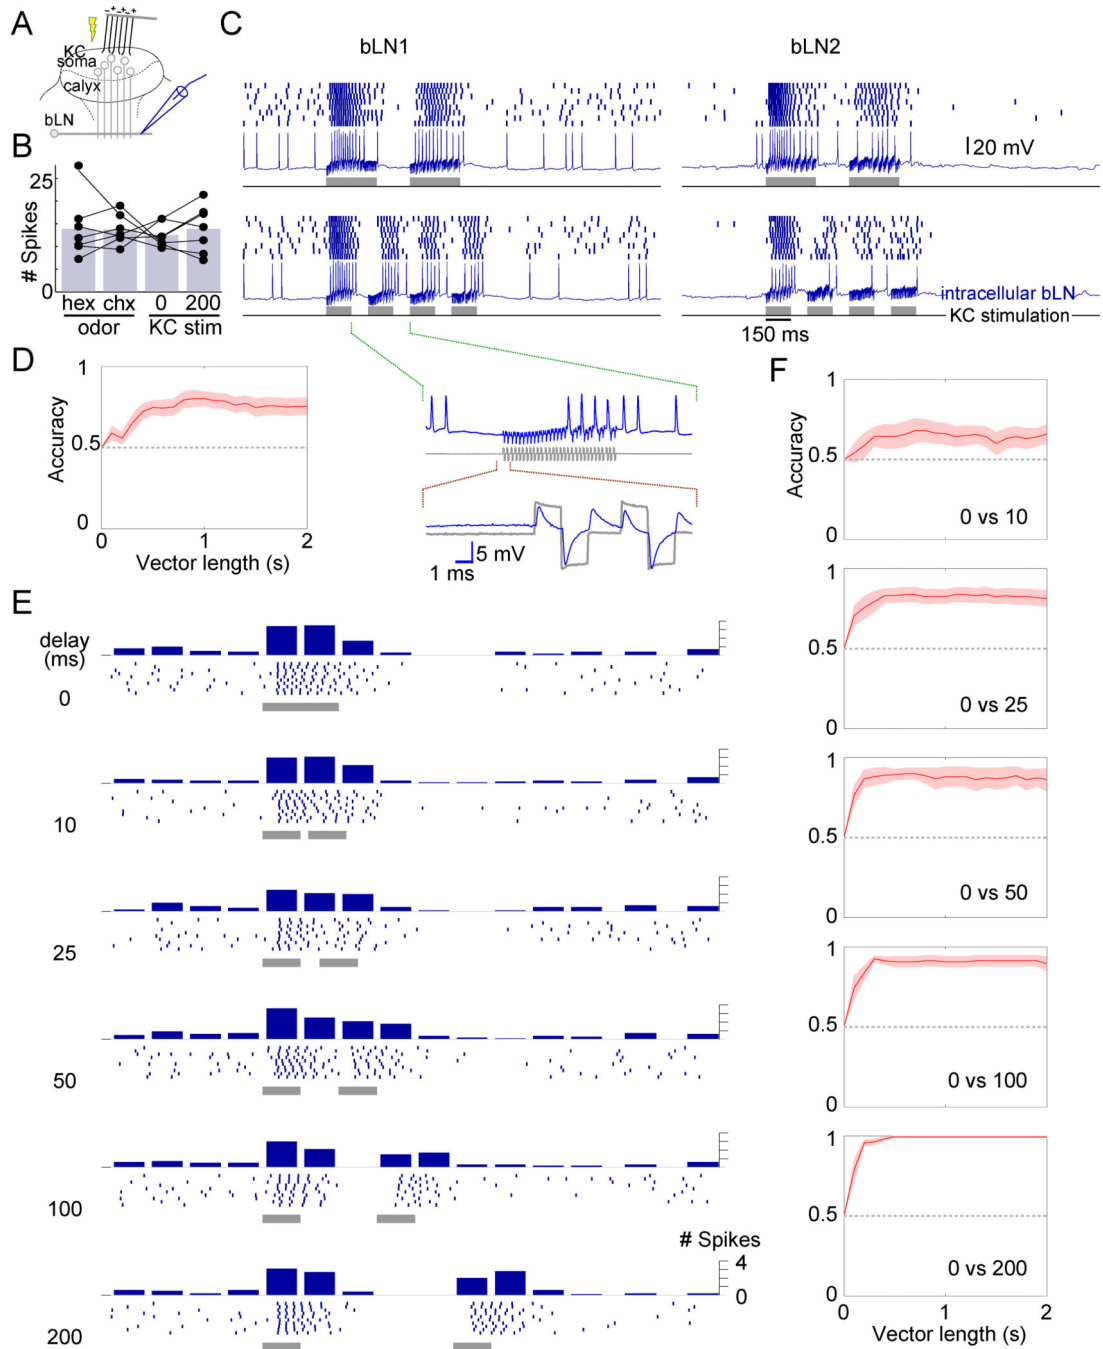 A
- + - + - +
KC
soma
calyx
bLN
B
25
# Spikes
0
hex chx 0 200
odor KC stim
C
bLN1 bLN2
20 mV
intracellular bLN
KC stimulation
150 ms
5 mV
1 ms
D
1
Accuracy
0.5
0
0 1 2
Vector length (s)
E
delay
(ms)
0
10
25
50
100
# Spikes
4
0
200
F
1
Accuracy
0.5
0 vs 10
0
1
0.5
0 vs 25
0
1
0.5
0 vs 50
0
1
0.5
0 vs 100
0
1
0.5
0 vs 200
0
0 1 2
Vector length (s)